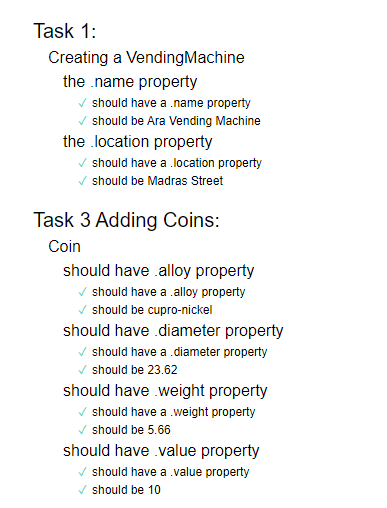 Task 1:
Creating a VendingMachine
the .name property
✓ should have a .name property
✓ should be Ara Vending Machine
the .location property
✓ should have a .location property
✓ should be Madras Street
Task 3 Adding Coins:
Coin
should have .alloy property
✓ should have a .alloy property
✓ should be cupro-nickel
should have .diameter property
✓ should have a .diameter property
✓ should be 23.62
should have .weight property
✓ should have a .weight property
✓ should be 5.66
should have .value property
✓ should have a .value property
✓ should be 10